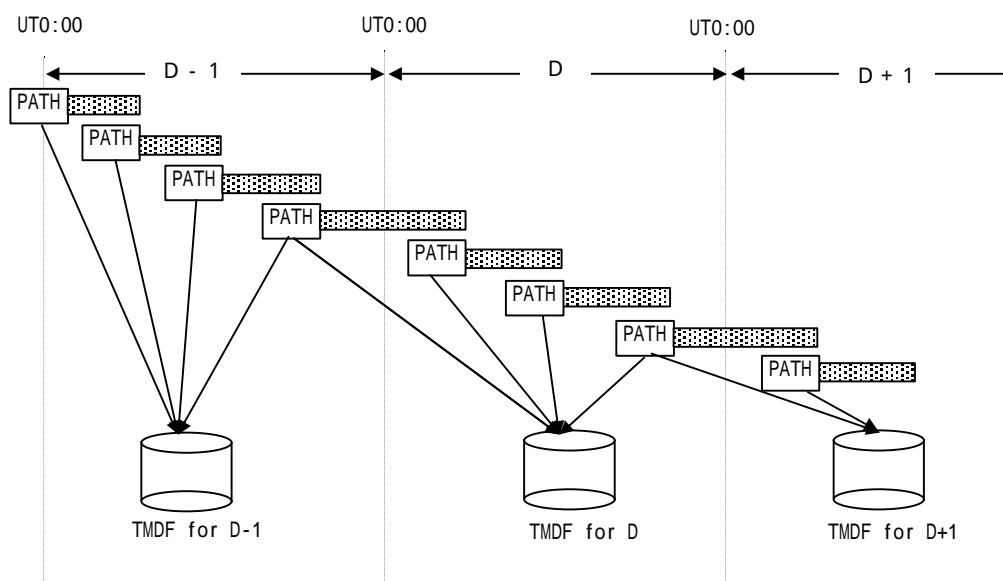 UT0:00
UT0:00
UT0:00
D - 1
D
D + 1
PATH
PATH
PATH
PATH
PATH
PATH
PATH
PATH
TMDF for D-1
TMDF for D
TMDF for D+1